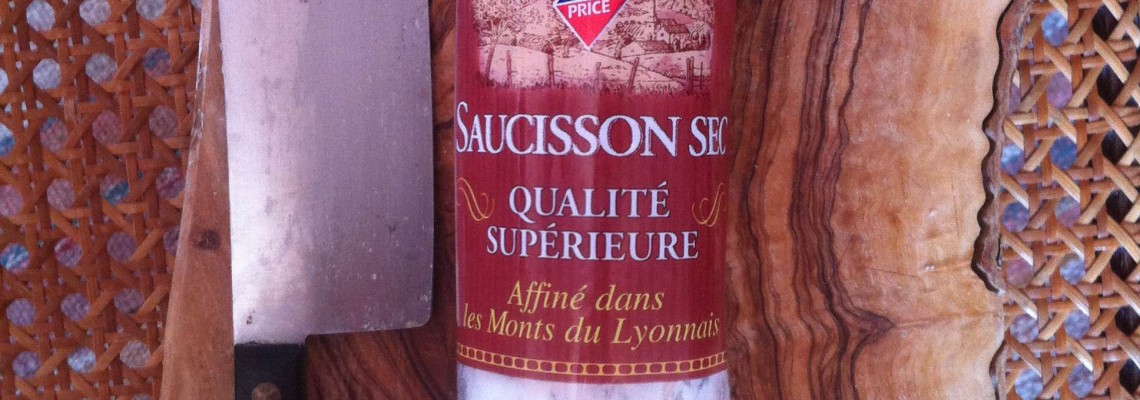 PRICE
SAUCISSON SEC
QUALITÉ
SUPÉRIEURE
Affiné dans
les Monts du Lyonnais